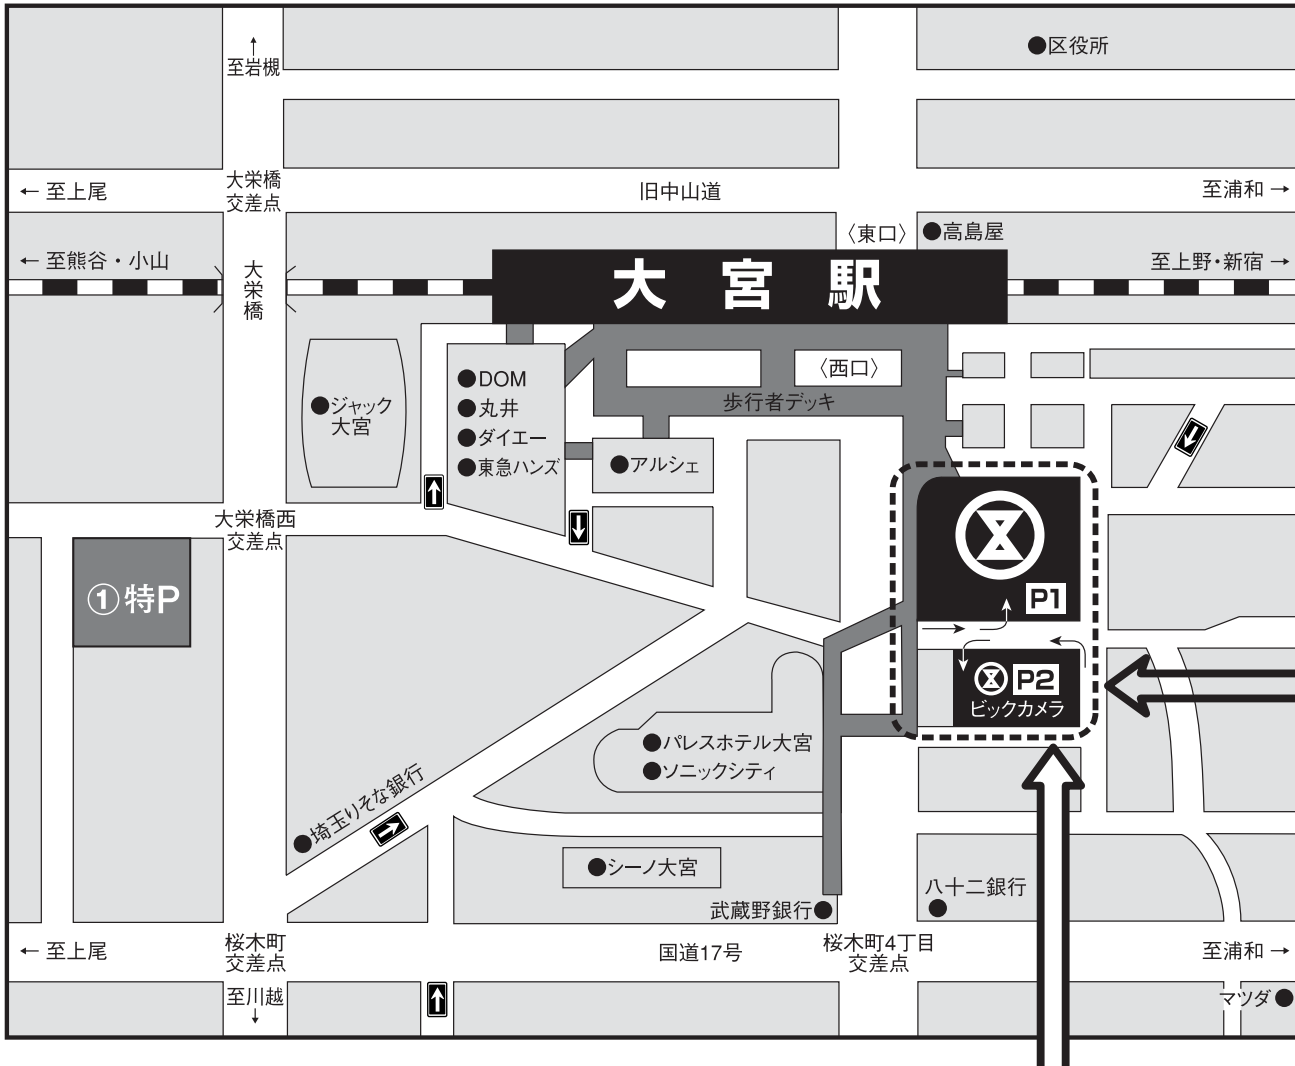 ●区役所
↑
至岩槻
← 至上尾
大栄橋
交差点
旧中山道
至浦和 →
〈東口〉
●高島屋
← 至熊谷・小山
大栄橋
大宮駅
至上野・新宿 →
〈西口〉
歩行者デッキ
●DOM
●丸井
●ダイエー
●東急ハンズ
●ジャック
大宮
●アルシェ
↑
↓
↓
大栄橋西
交差点
①特P
P1
P2
ビックカメラ
●パレスホテル大宮
●ソニックシティ
●埼玉りそな銀行
→
●シーノ大宮
武蔵野銀行●
八十二銀行
●
← 至上尾
桜木町
交差点
国道17号
桜木町4丁目
交差点
至浦和 →
至川越
↓
↑
マツダ●